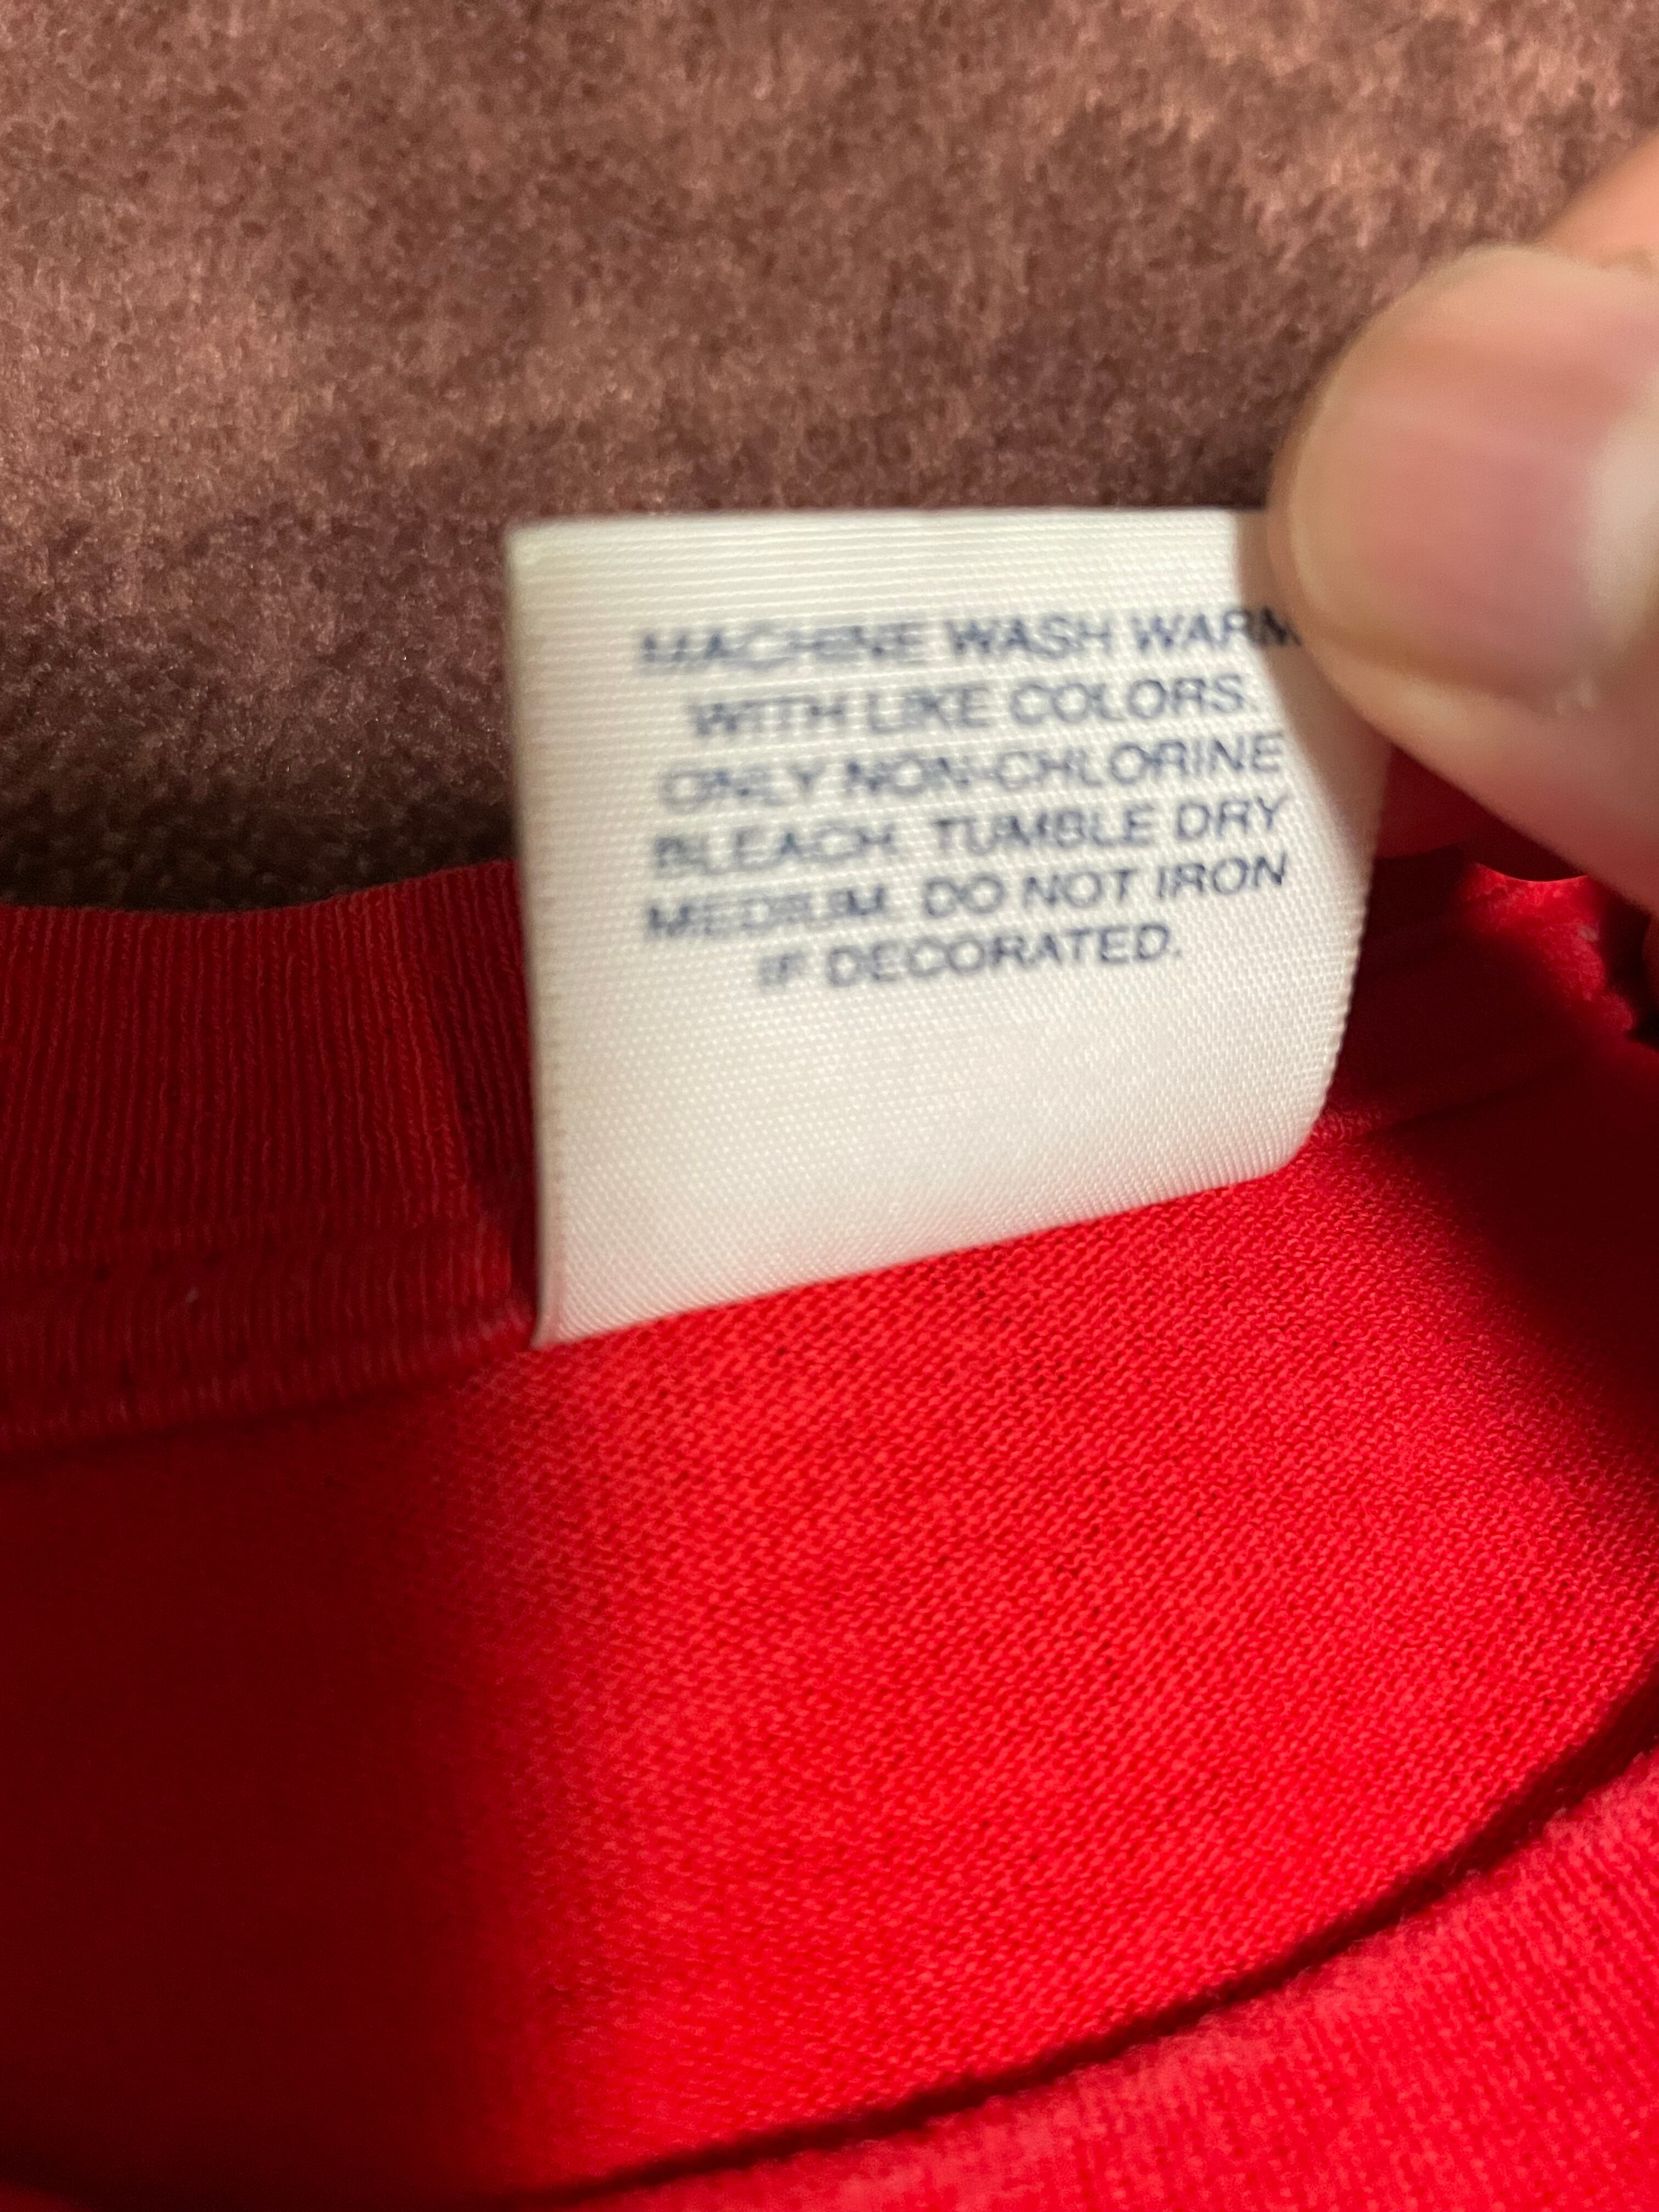 MACHINE WASH WARM
WITH LIKE COLORS.
ONLY NON-CHLORINE
BLEACH. TUMBLE DRY
MEDIUM. DO NOT IRON
IF DECORATED.